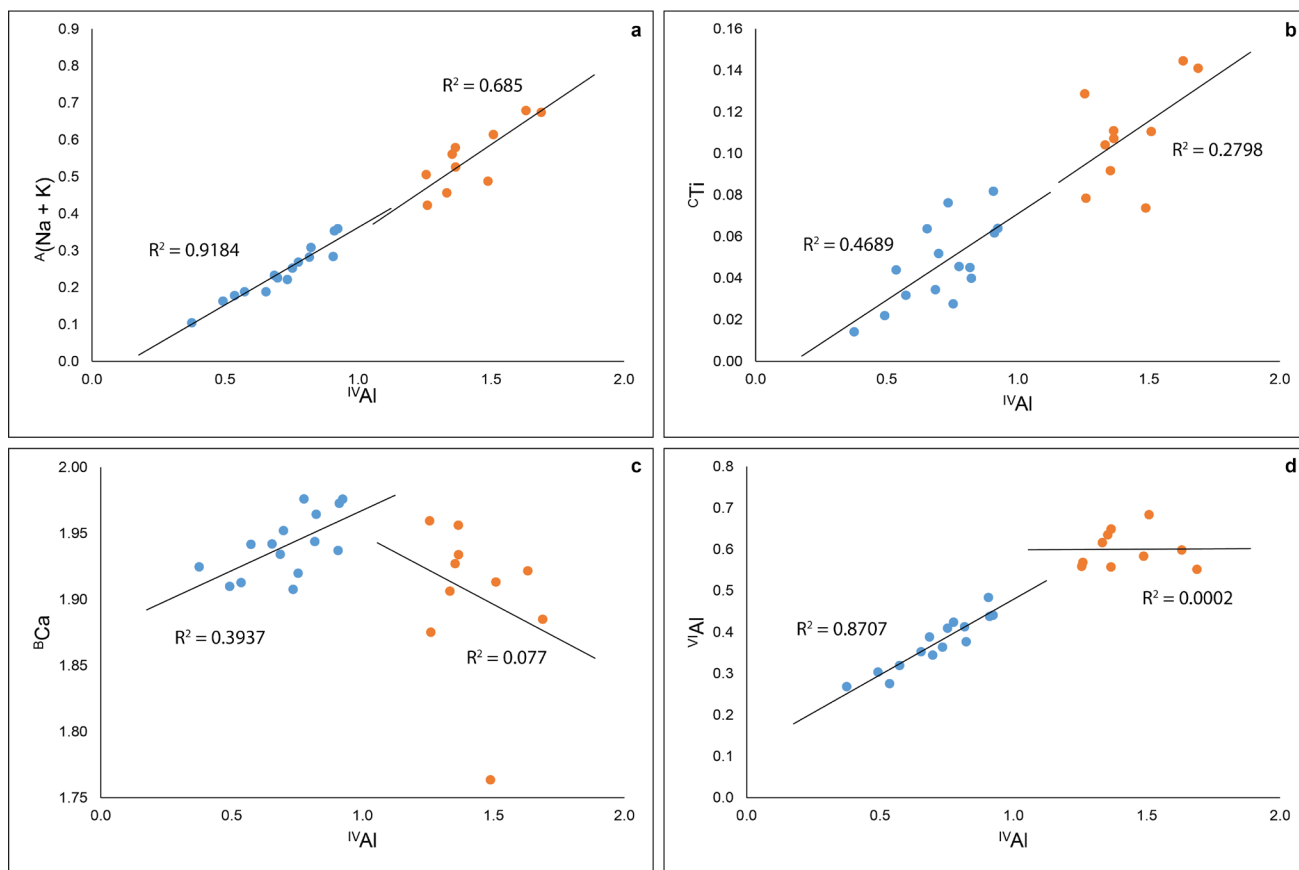 a
0.9
0.8
0.7
0.6
0.5
0.4
0.3
0.2
0.1
0.0
0.0 0.5 1.0 1.5 2.0
ᴬ(Na + K)
ᴵⱽAl
R² = 0.9184
R² = 0.685
b
0.16
0.14
0.12
0.10
0.08
0.06
0.04
0.02
0.00
0.0 0.5 1.0 1.5 2.0
ᶜTi
ᴵⱽAl
R² = 0.4689
R² = 0.2798
c
2.00
1.95
1.90
1.85
1.80
1.75
0.0 0.5 1.0 1.5 2.0
ᴮCa
ᴵⱽAl
R² = 0.3937
R² = 0.077
d
0.8
0.7
0.6
0.5
0.4
0.3
0.2
0.1
0.0
0.0 0.5 1.0 1.5 2.0
ⱽᴵAl
ᴵⱽAl
R² = 0.8707
R² = 0.0002